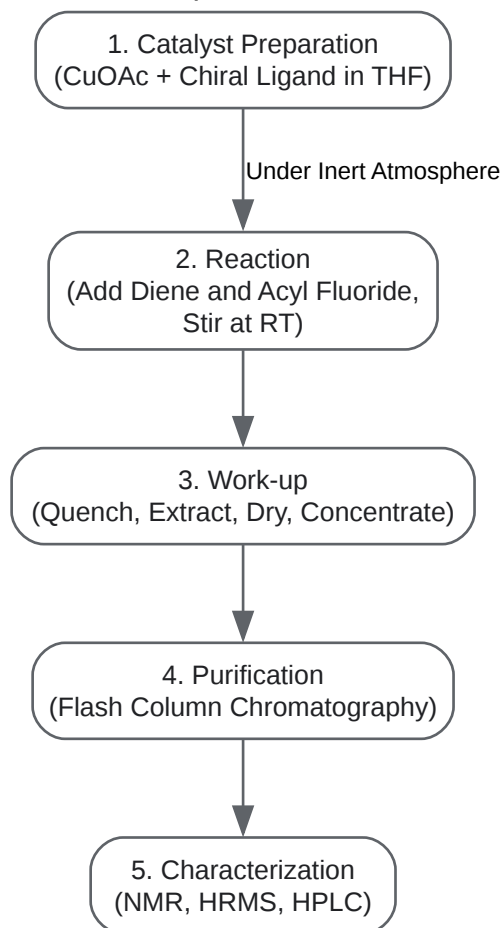 1. Catalyst Preparation
(CuOAc + Chiral Ligand in THF)
Under Inert Atmosphere
2. Reaction
(Add Diene and Acyl Fluoride,
Stir at RT)
3. Work-up
(Quench, Extract, Dry, Concentrate)
4. Purification
(Flash Column Chromatography)
5. Characterization
(NMR, HRMS, HPLC)